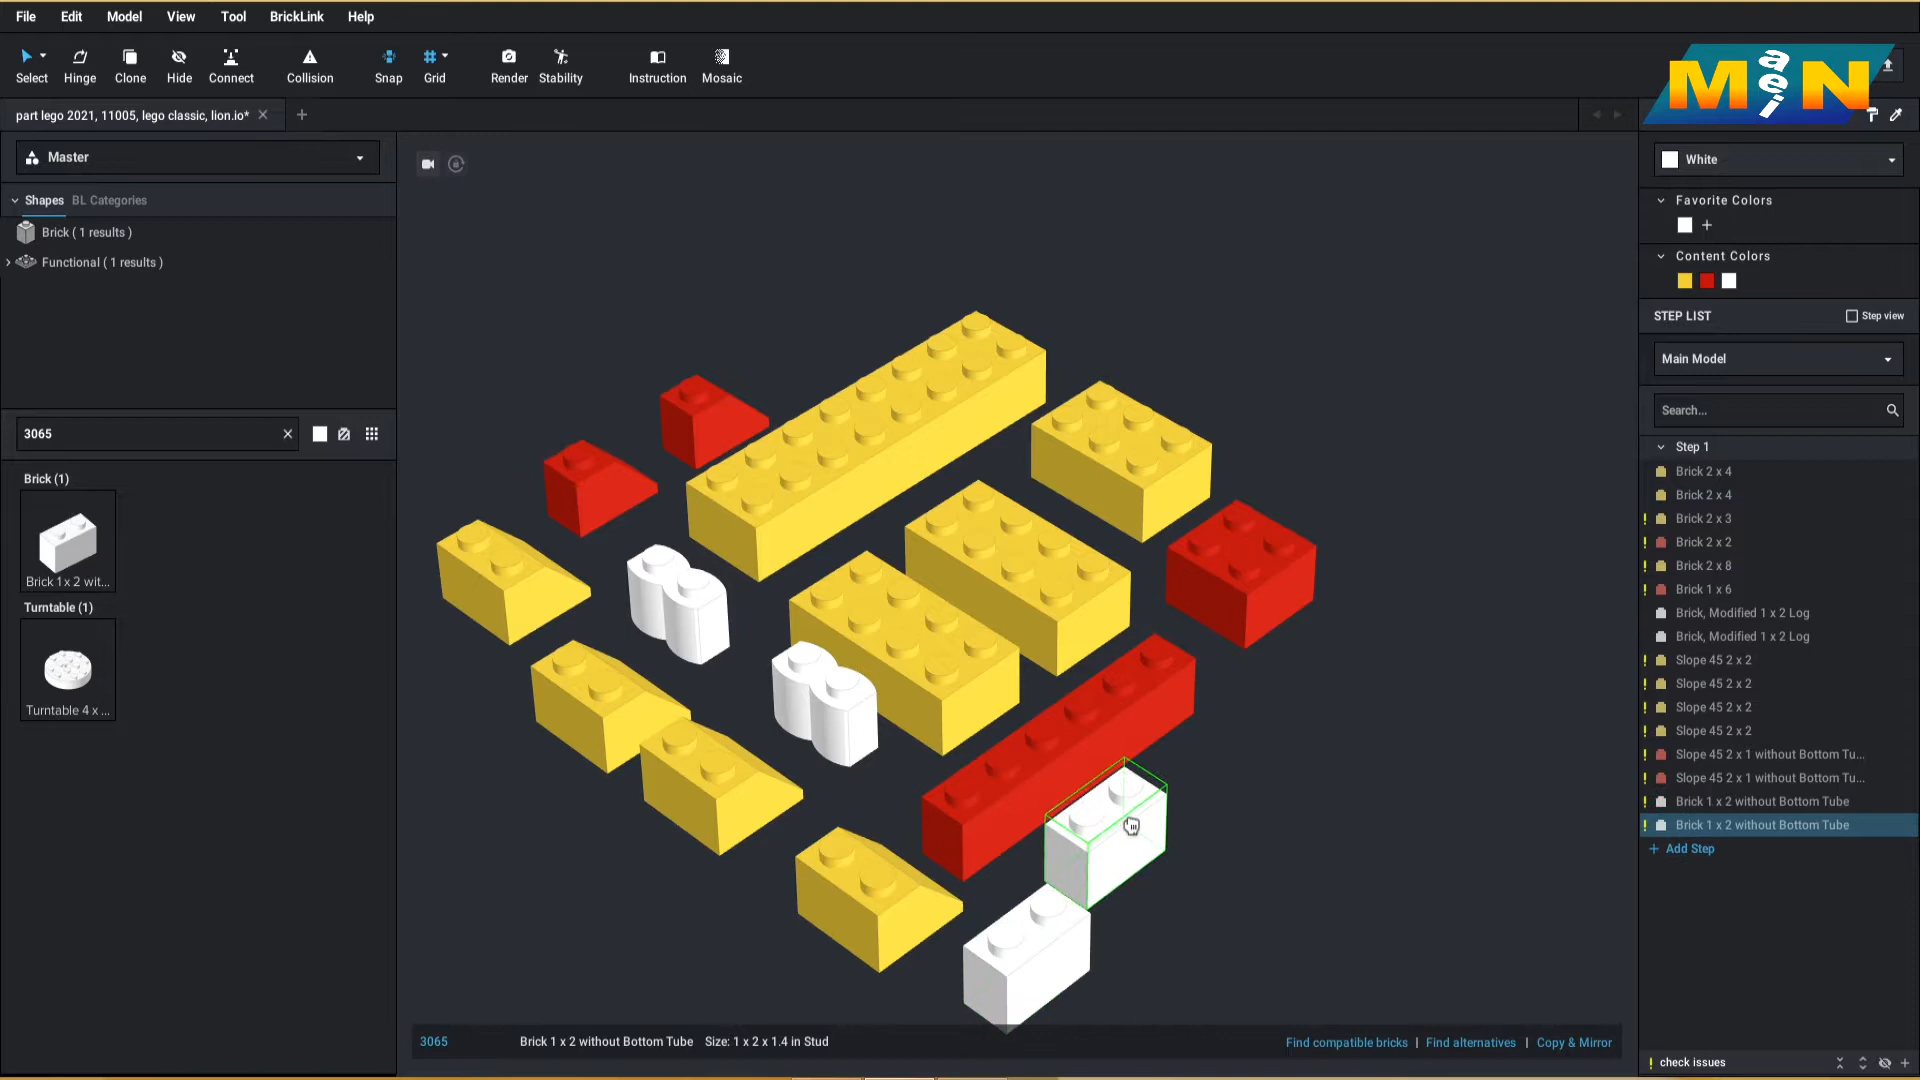 File Edit Model View Tool BrickLink Help
Select Hinge Clone Hide Connect Collision Snap Grid Render Stability Instruction Mosaic
MaeiN
part lego 2021, 11005, lego classic, lion.io*
Master
Shapes BL Categories
Brick ( 1 results )
Functional ( 1 results )
3065
Brick (1)
Brick 1 x 2 wit...
Turntable (1)
Turntable 4 x ...
3065 Brick 1 x 2 without Bottom Tube Size: 1 x 2 x 1.4 in Stud Find compatible bricks | Find alternatives | Copy & Mirror
White
Favorite Colors
Content Colors
STEP LIST Step view
Main Model
Search...
Step 1
Brick 2 x 4
Brick 2 x 4
! Brick 2 x 3
! Brick 2 x 2
! Brick 2 x 8
! Brick 1 x 6
Brick, Modified 1 x 2 Log
Brick, Modified 1 x 2 Log
! Slope 45 2 x 2
! Slope 45 2 x 2
! Slope 45 2 x 2
! Slope 45 2 x 2
! Slope 45 2 x 1 without Bottom Tu...
! Slope 45 2 x 1 without Bottom Tu...
! Brick 1 x 2 without Bottom Tube
! Brick 1 x 2 without Bottom Tube
+ Add Step
! check issues